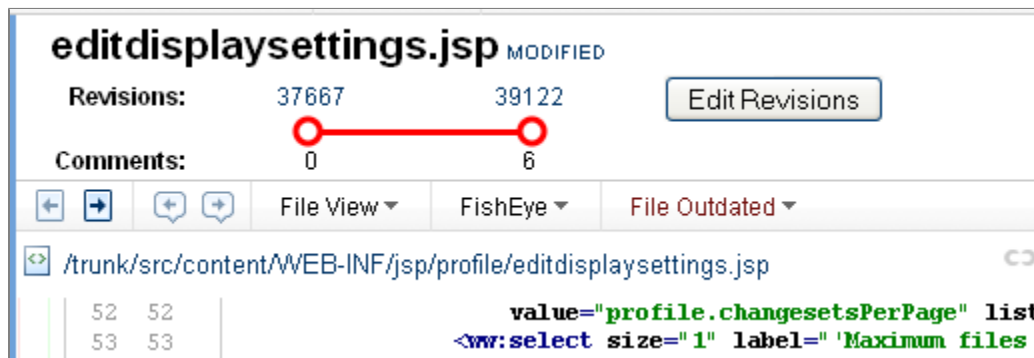 editdisplaysettings.jsp MODIFIED
Revisions: 37667 39122 Edit Revisions
Comments: 0 6
File View FishEye File Outdated
/trunk/src/content/WEB-INF/jsp/profile/editdisplaysettings.jsp
52 52 value="profile.changesetsPerPage" list
53 53 <ww:select size="1" label="'Maximum files